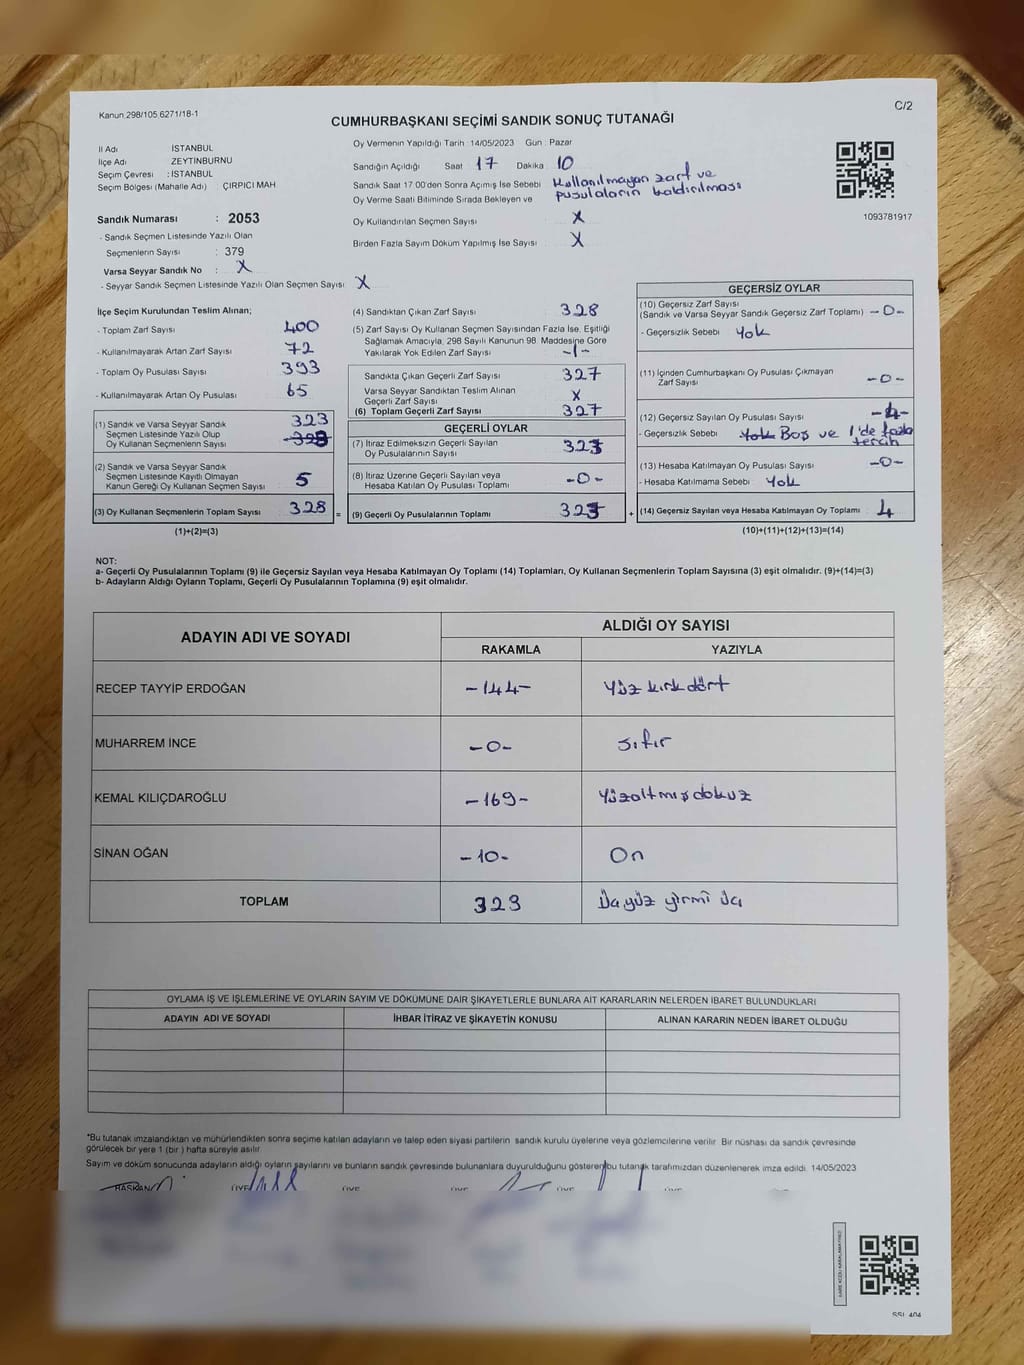 Kanun 298/105 6271/18-1
C/2
CUMHURBAŞKANI SEÇİMİ SANDIK SONUÇ TUTANAĞI
İl Adı : İSTANBUL
İlçe Adı : ZEYTİNBURNU
Seçim Çevresi : İSTANBUL
Seçim Bölgesi (Mahalle Adı) : ÇIRPICI MAH
Sandık Numarası : 2053
- Sandık Seçmen Listesinde Yazılı Olan
Seçmenlerin Sayısı : 379
Varsa Seyyar Sandık No : X
- Seyyar Sandık Seçmen Listesinde Yazılı Olan Seçmen Sayısı X
Oy Vermenin Yapıldığı Tarih 14/05/2023 Gün Pazar
Sandığın Açıldığı Saat 17 Dakika 10
Sandık Saat 17 00'den Sonra Açılmış İse Sebebi Kullanılmayan zarf ve
pusulaların kaldırılması
Oy Verme Saati Bitiminde Sırada Bekleyen ve
Oy Kullandırılan Seçmen Sayısı X
Birden Fazla Sayım Döküm Yapılmış İse Sayısı X
1093781917
İlçe Seçim Kurulundan Teslim Alınan;
- Toplam Zarf Sayısı 400
- Kullanılmayarak Artan Zarf Sayısı 72
- Toplam Oy Pusulası Sayısı 393
- Kullanılmayarak Artan Oy Pusulası 65
(1) Sandık ve Varsa Seyyar Sandık 323
Seçmen Listesinde Yazılı Olup
Oy Kullanan Seçmenlerin Sayısı
(2) Sandık ve Varsa Seyyar Sandık
Seçmen Listesinde Kayıtlı Olmayan
Kanun Gereği Oy Kullanan Seçmen Sayısı 5
(3) Oy Kullanan Seçmenlerin Toplam Sayısı 328 =
(1)+(2)=(3)
(4) Sandıktan Çıkan Zarf Sayısı 328
(5) Zarf Sayısı Oy Kullanan Seçmen Sayısından Fazla İse, Eşitliği
Sağlamak Amacıyla, 298 Sayılı Kanunun 98 Maddesine Göre
Yakılarak Yok Edilen Zarf Sayısı -1-
Sandıkta Çıkan Geçerli Zarf Sayısı 327
Varsa Seyyar Sandıktan Teslim Alınan
Geçerli Zarf Sayısı X
(6) Toplam Geçerli Zarf Sayısı 327
GEÇERLİ OYLAR
(7) İtiraz Edilmeksizin Geçerli Sayılan
Oy Pusulalarının Sayısı 323
(8) İtiraz Üzerine Geçerli Sayılan veya
Hesaba Katılan Oy Pusulası Toplamı -0-
(9) Geçerli Oy Pusulalarının Toplamı 323 +
GEÇERSİZ OYLAR
(10) Geçersiz Zarf Sayısı
(Sandık ve Varsa Seyyar Sandık Geçersiz Zarf Toplamı) -0-
- Geçersizlik Sebebi Yok
(11) İçinden Cumhurbaşkanı Oy Pusulası Çıkmayan
Zarf Sayısı -0-
(12) Geçersiz Sayılan Oy Pusulası Sayısı -4-
- Geçersizlik Sebebi Boş ve 1'de fazla
tercih
(13) Hesaba Katılmayan Oy Pusulası Sayısı -0-
- Hesaba Katılmama Sebebi Yok
(14) Geçersiz Sayılan veya Hesaba Katılmayan Oy Toplamı 4
(10)+(11)+(12)+(13)=(14)
NOT:
a- Geçerli Oy Pusulalarının Toplamı (9) ile Geçersiz Sayılan veya Hesaba Katılmayan Oy Toplamı (14) Toplamları, Oy Kullanan Seçmenlerin Toplam Sayısına (3) eşit olmalıdır. (9)+(14)=(3)
b- Adayların Aldığı Oyların Toplamı, Geçerli Oy Pusulalarının Toplamına (9) eşit olmalıdır.
ADAYIN ADI VE SOYADI
ALDIĞI OY SAYISI
RAKAMLA YAZIYLA
RECEP TAYYİP ERDOĞAN -144- Yüz kırk dört
MUHARREM İNCE -0- sıfır
KEMAL KILIÇDAROĞLU -169- Yüzaltmışdokuz
SİNAN OĞAN -10- On
TOPLAM 323 Üçyüz yirmi üç
OYLAMA İŞ VE İŞLEMLERİNE VE OYLARIN SAYIM VE DÖKÜMÜNE DAİR ŞİKAYETLERLE BUNLARA AİT KARARLARIN NELERDEN İBARET BULUNDUKLARI
ADAYIN ADI VE SOYADI İHBAR İTİRAZ VE ŞİKAYETİN KONUSU ALINAN KARARIN NEDEN İBARET OLDUĞU
*Bu tutanak imzalandıktan ve mühürlendikten sonra seçime katılan adayların ve talep eden siyasi partilerin sandık kurulu üyelerine veya gözlemcilerine verilir Bir nüshası da sandık çevresinde
görülecek bir yere 1 (bir) hafta süreyle asılır.
Sayım ve döküm sonucunda adayların aldığı oyların sayılarını ve bunların sandık çevresinde bulunanlara duyurulduğunu gösteren bu tutanak tarafımızdan düzenlenerek imza edildi. 14/05/2023
BAŞKAN ÜYE ÜYE ÜYE ÜYE ÜYE